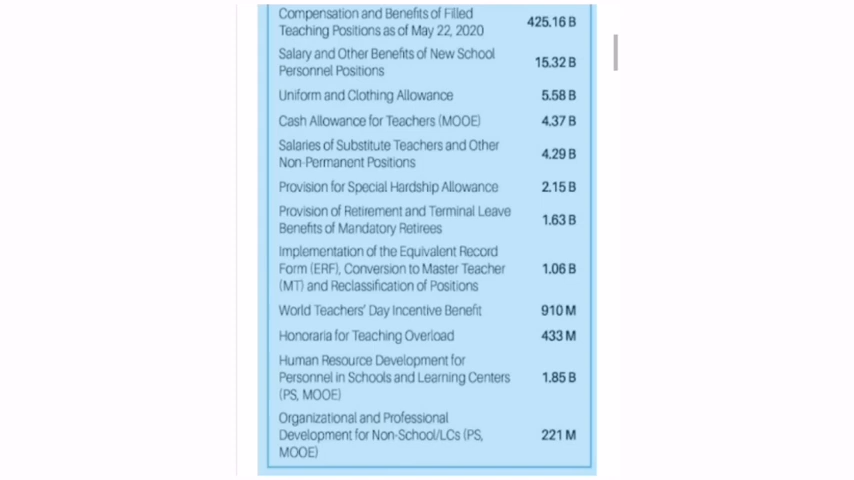 Compensation and Benefits of Filled
Teaching Positions as of May 22, 2020 425.16 B
Salary and Other Benefits of New School
Personnel Positions 15.32 B
Uniform and Clothing Allowance 5.58 B
Cash Allowance for Teachers (MOOE) 4.37 B
Salaries of Substitute Teachers and Other
Non-Permanent Positions 4.29 B
Provision for Special Hardship Allowance 2.15 B
Provision of Retirement and Terminal Leave
Benefits of Mandatory Retirees 1.63 B
Implementation of the Equivalent Record
Form (ERF), Conversion to Master Teacher 1.06 B
(MT) and Reclassification of Positions
World Teachers' Day Incentive Benefit 910 M
Honoraria for Teaching Overload 433 M
Human Resource Development for
Personnel in Schools and Learning Centers 1.85 B
(PS, MOOE)
Organizational and Professional
Development for Non-School/LCs (PS, 221 M
MOOE)